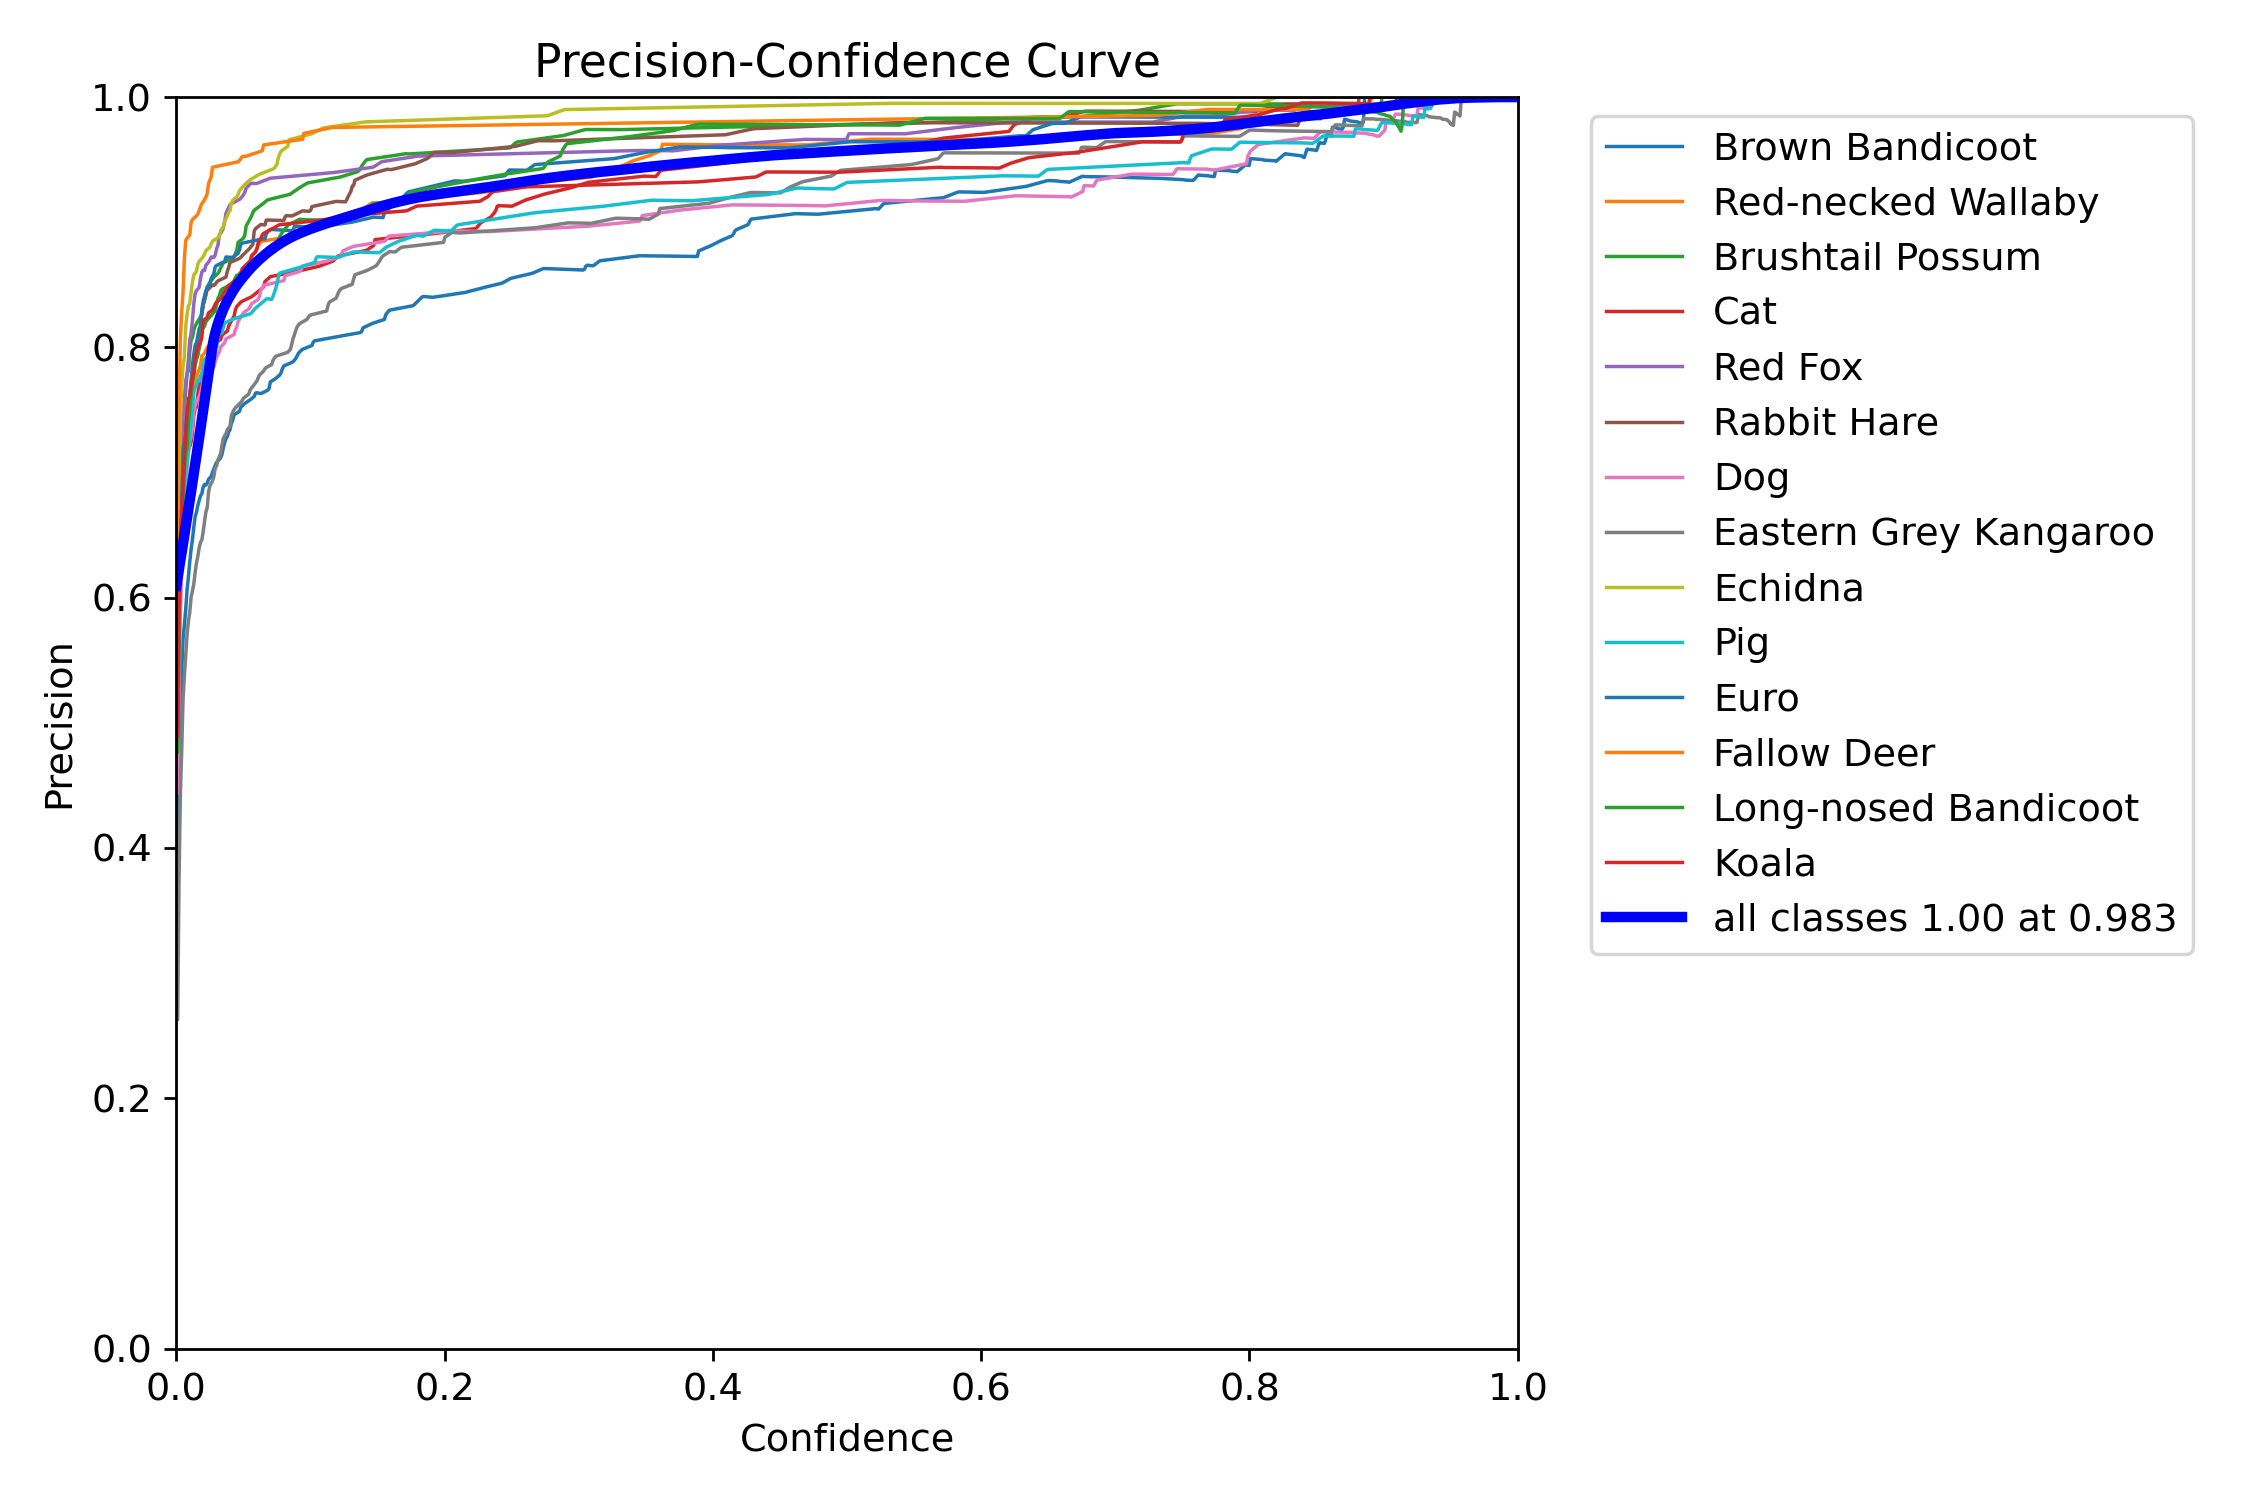 Precision-Confidence Curve
1.0
0.8
0.6
0.4
0.2
0.0
Precision
0.0 0.2 0.4 0.6 0.8 1.0
Confidence
Brown Bandicoot
Red-necked Wallaby
Brushtail Possum
Cat
Red Fox
Rabbit Hare
Dog
Eastern Grey Kangaroo
Echidna
Pig
Euro
Fallow Deer
Long-nosed Bandicoot
Koala
all classes 1.00 at 0.983